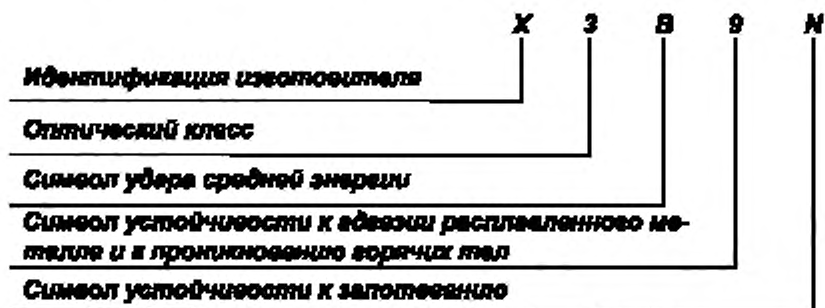 X 3 B 9 N
Идентификация изготовителя
Оптический класс
Символ удара средней энергии
Символ устойчивости к адгезии расплавленного ме-
талла и к проникновению горячих тел
Символ устойчивости к запотеванию